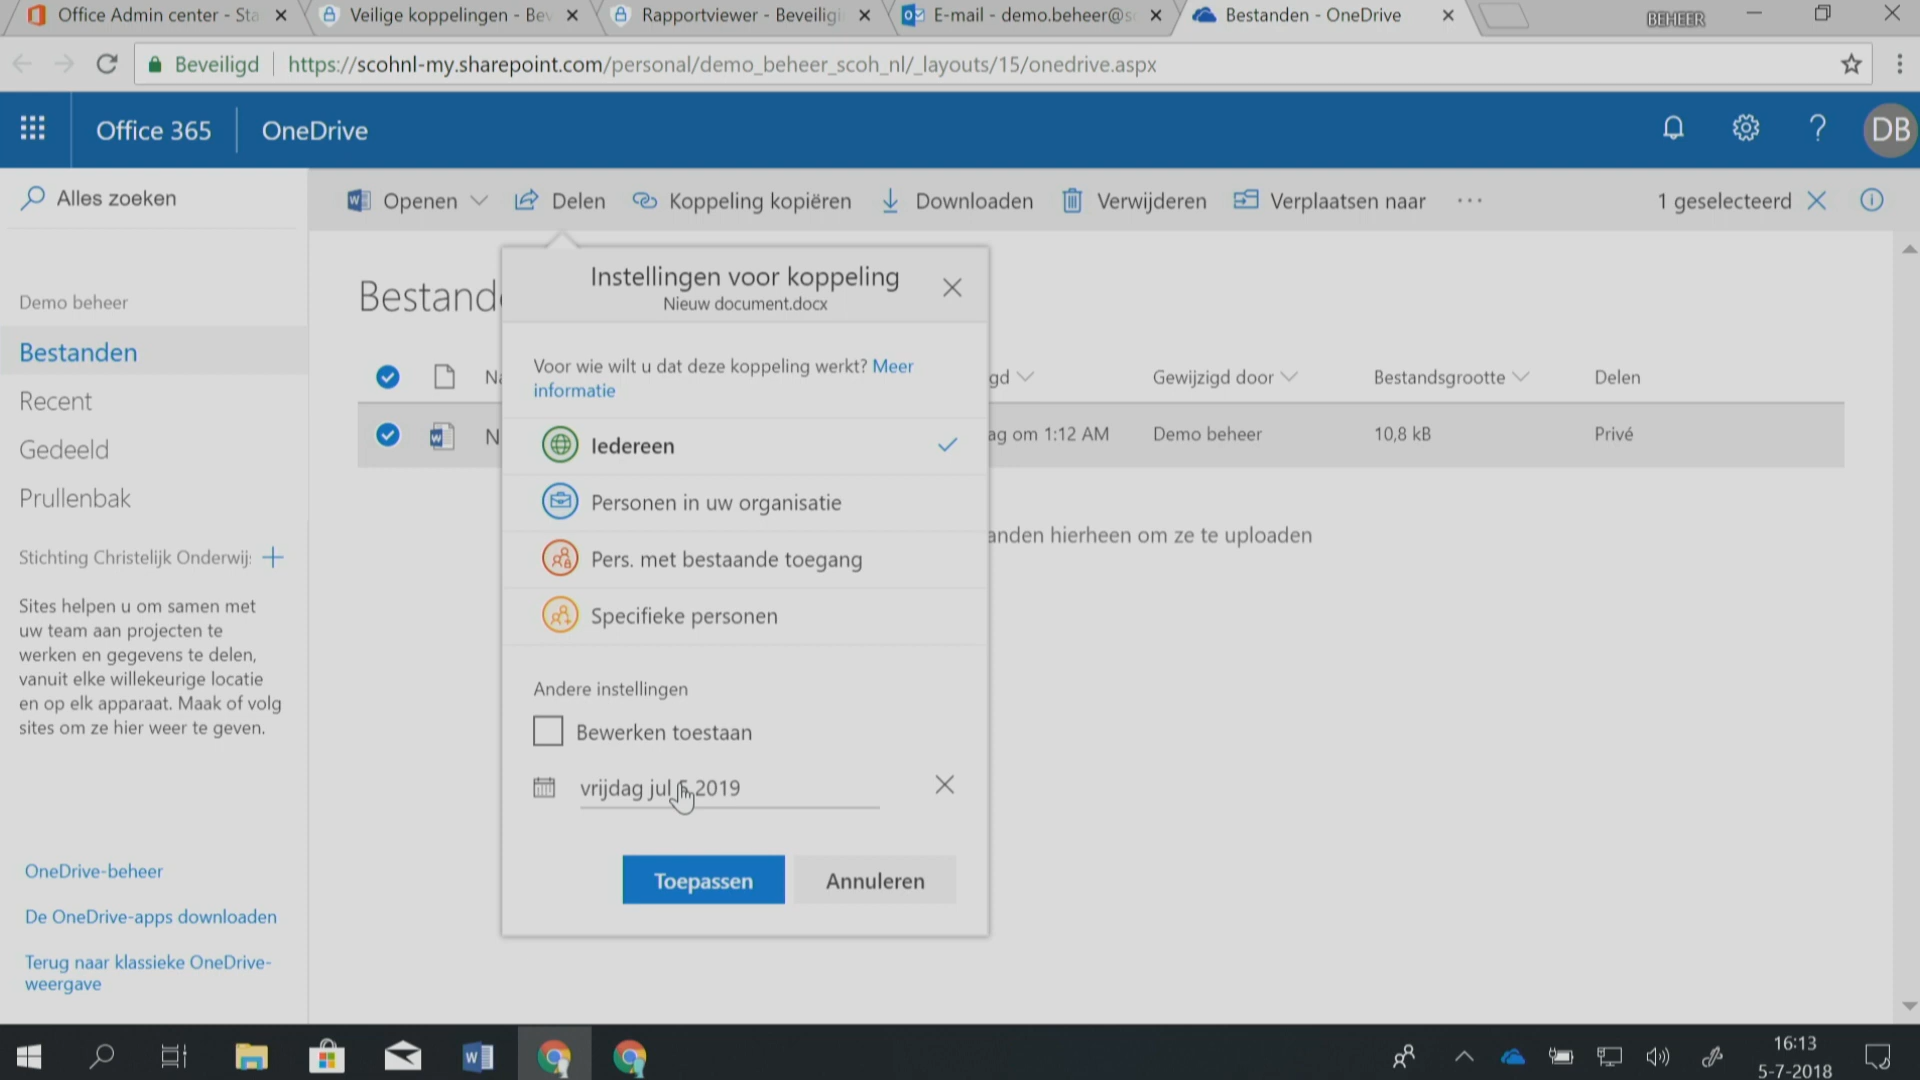 Office Admin center - Sta
Veilige koppelingen - Bev
Rapportviewer - Beveiligi
E-mail - demo.beheer@s
Bestanden - OneDrive
BEHEER
Beveiligd
https://scohnl-my.sharepoint.com/personal/demo_beheer_scoh_nl/_layouts/15/onedrive.aspx
Office 365
OneDrive
DB
Alles zoeken
Openen
Delen
Koppeling kopiëren
Downloaden
Verwijderen
Verplaatsen naar
1 geselecteerd
Demo beheer
Bestanden
Recent
Gedeeld
Prullenbak
Stichting Christelijk Onderwij:
Sites helpen u om samen met
uw team aan projecten te
werken en gegevens te delen,
vanuit elke willekeurige locatie
en op elk apparaat. Maak of volg
sites om ze hier weer te geven.
OneDrive-beheer
De OneDrive-apps downloaden
Terug naar klassieke OneDrive-
weergave
Bestand
Na
gd
Gewijzigd door
Bestandsgrootte
Delen
N
ag om 1:12 AM
Demo beheer
10,8 kB
Privé
anden hierheen om ze te uploaden
Instellingen voor koppeling
Nieuw document.docx
Voor wie wilt u dat deze koppeling werkt? Meer
informatie
Iedereen
Personen in uw organisatie
Pers. met bestaande toegang
Specifieke personen
Andere instellingen
Bewerken toestaan
vrijdag jul 5 2019
Toepassen
Annuleren
16:13
5-7-2018